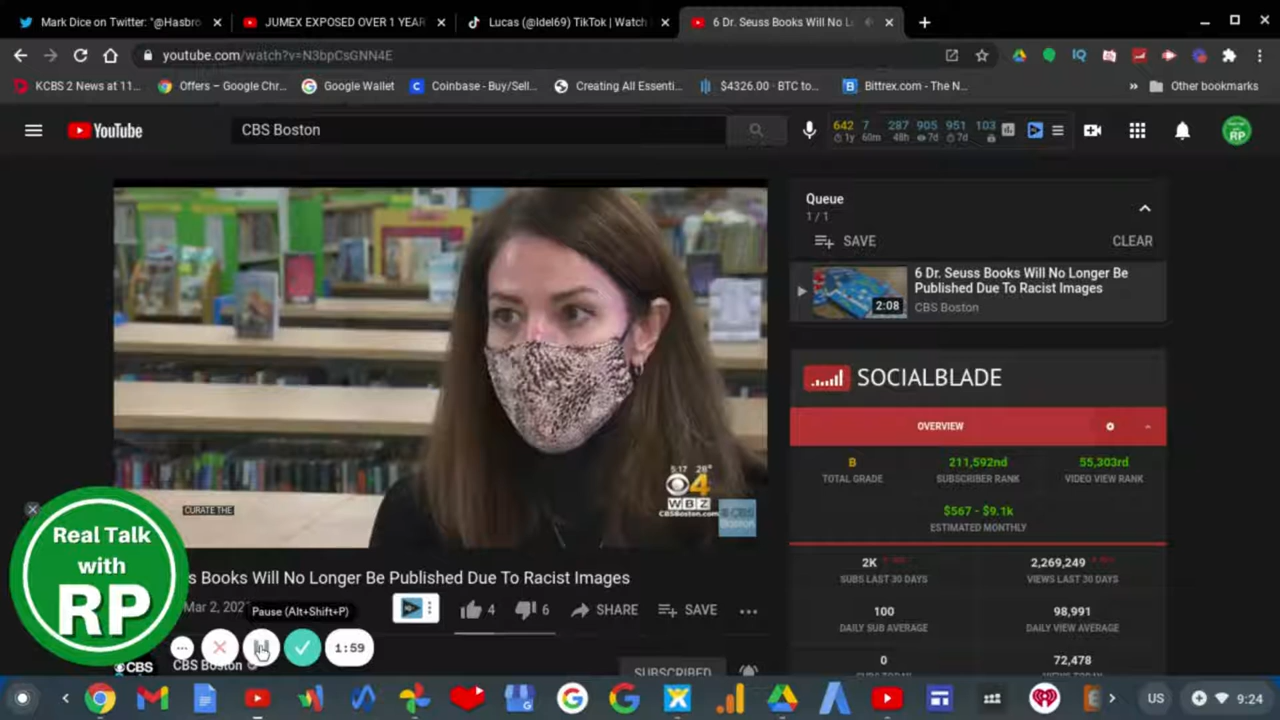 Mark Dice on Twitter: "@Hasbro
JUMEX EXPOSED OVER 1 YEAR
Lucas (@ldel69) TikTok | Watch
6 Dr. Seuss Books Will No L
youtube.com/watch?v=N3bpCsGNN4E
KCBS 2 News at 11...
Offers – Google Chr...
Google Wallet
Coinbase - Buy/Sell...
Creating All Essenti...
$4326.00 - BTC to...
Bittrex.com - The N...
»
Other bookmarks
YouTube
CBS Boston
642 7 287 905 951 103
1y 60m 48h 7d 7d
RP
Queue
1 / 1
SAVE
CLEAR
6 Dr. Seuss Books Will No Longer Be
Published Due To Racist Images
CBS Boston
2:08
5:17 28°
4
WBZ
CBSBoston.com
CBS
Boston
CURATE THE
SOCIALBLADE
OVERVIEW
B
TOTAL GRADE
211,592nd
SUBSCRIBER RANK
55,303rd
VIDEO VIEW RANK
$567 - $9.1k
ESTIMATED MONTHLY
2K
SUBS LAST 30 DAYS
2,269,249
VIEWS LAST 30 DAYS
100
DAILY SUB AVERAGE
98,991
DAILY VIEW AVERAGE
0
72,478
s Books Will No Longer Be Published Due To Racist Images
Mar 2, 202
Pause (Alt+Shift+P)
4
6
SHARE
SAVE
Real Talk
with
RP
1:59
CBS
CBS Boston
SUBSCRIBED
US
9:24